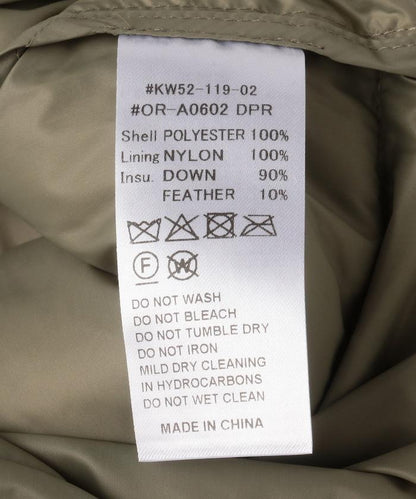 #KW52-119-02
#OR-A0602 DPR
Shell POLYESTER 100%
Lining NYLON 100%
Insu. DOWN 90%
FEATHER 10%
F W
DO NOT WASH
DO NOT BLEACH
DO NOT TUMBLE DRY
DO NOT IRON
MILD DRY CLEANING
IN HYDROCARBONS
DO NOT WET CLEAN
MADE IN CHINA